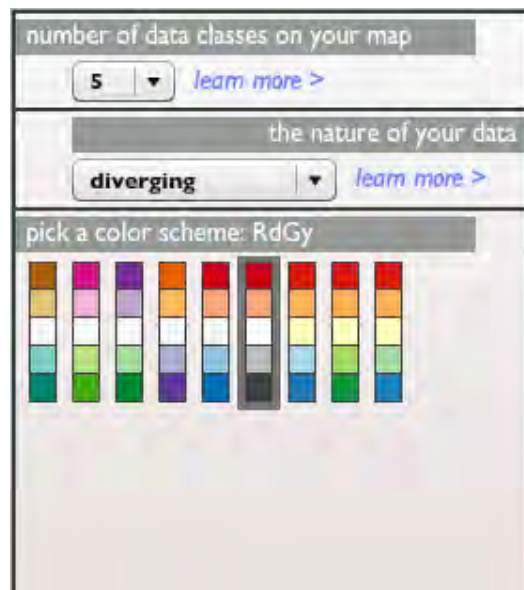 number of data classes on your map
5 learn more >
the nature of your data
diverging learn more >
pick a color scheme: RdGy